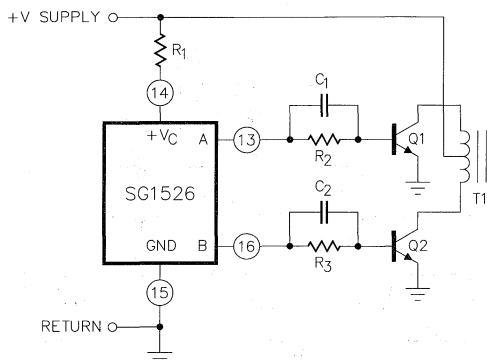 +V SUPPLY
R1
14
+VC A 13
C1
R2
Q1
SG1526
T1
C2
GND B 16
R3
Q2
15
RETURN